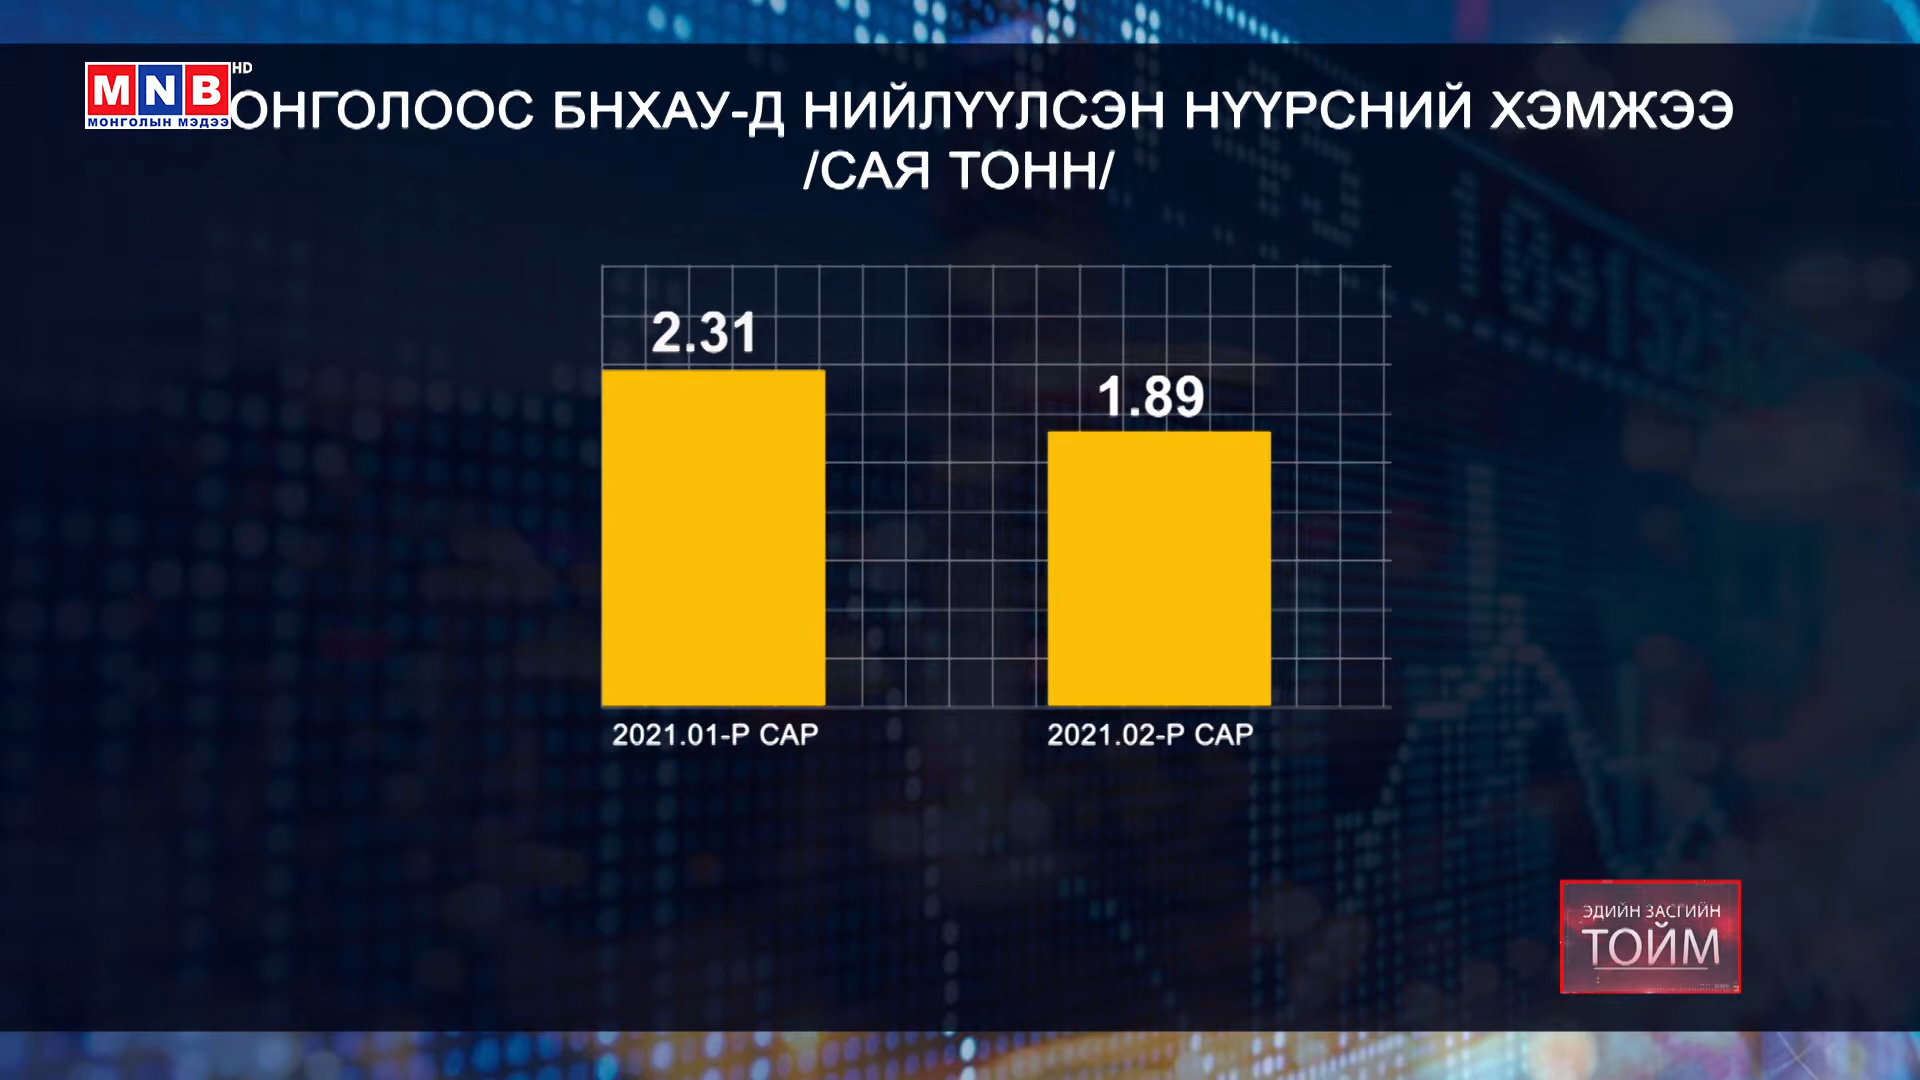 MNB HD
МОНГОЛЫН МЭДЭЭ
ОНГОЛООС БНХАУ-Д НИЙЛҮҮЛСЭН НҮҮРСНИЙ ХЭМЖЭЭ
/САЯ ТОНН/
2.31
1.89
2021.01-Р САР
2021.02-Р САР
ЭДИЙН ЗАСГИЙН
ТОЙМ